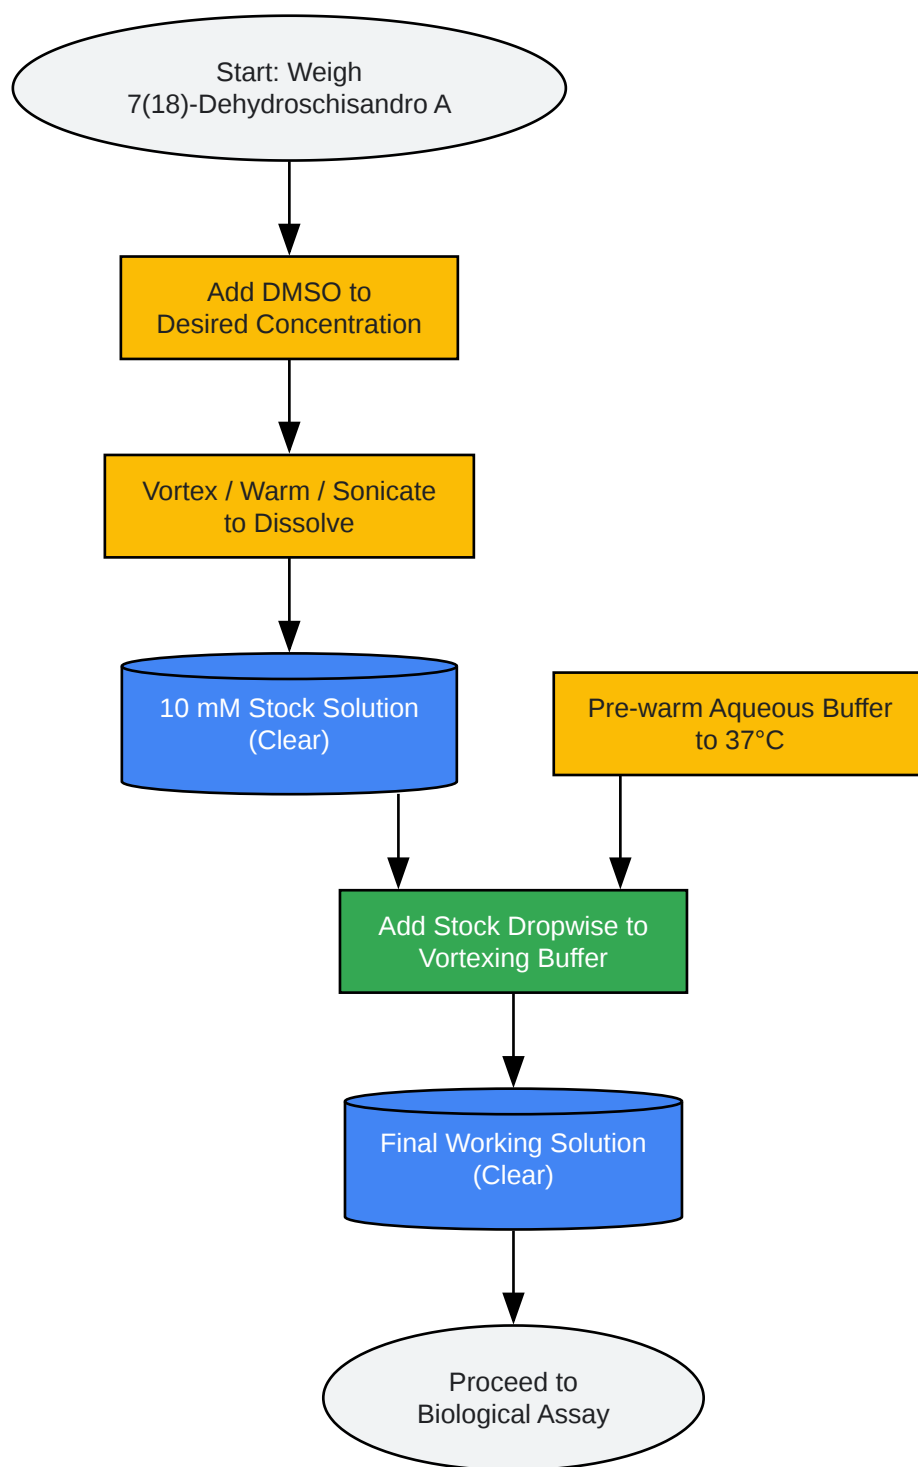 Start: Weigh
7(18)-Dehydroschisandro A
Add DMSO to
Desired Concentration
Vortex / Warm / Sonicate
to Dissolve
10 mM Stock Solution
(Clear)
Pre-warm Aqueous Buffer
to 37°C
Add Stock Dropwise to
Vortexing Buffer
Final Working Solution
(Clear)
Proceed to
Biological Assay